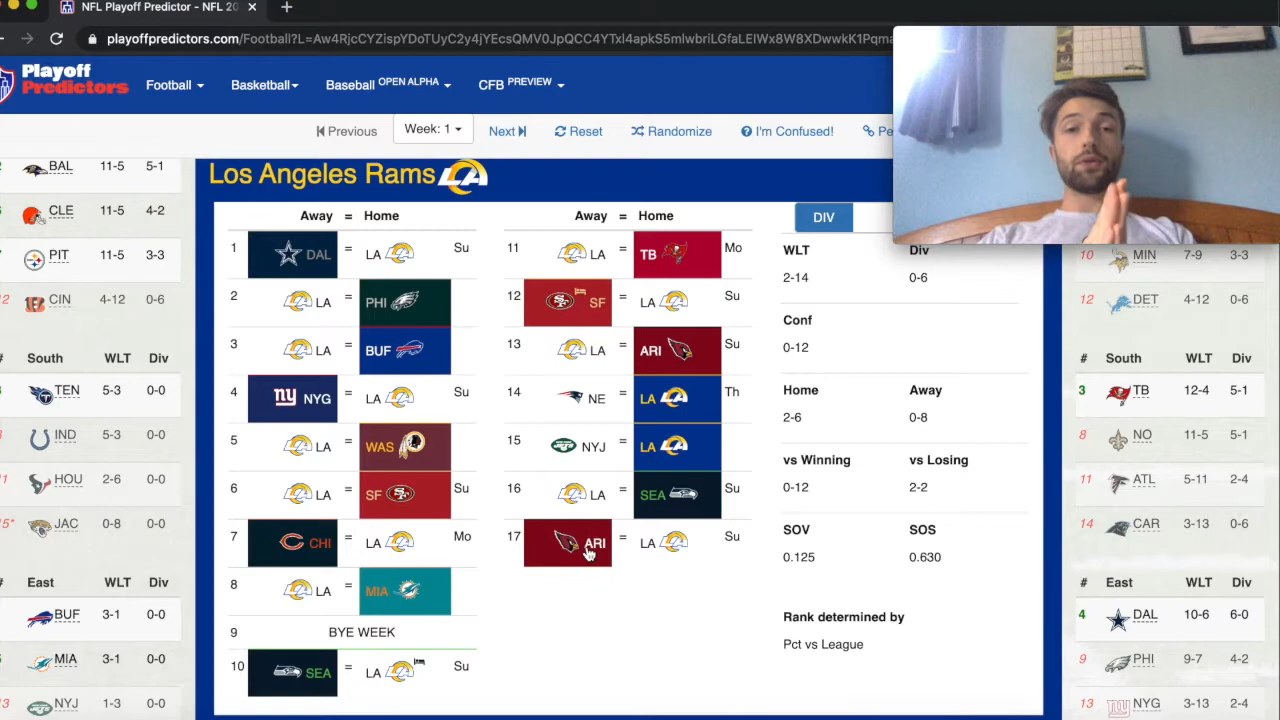 NFL Playoff Predictor - NFL 20
playoffpredictors.com/Football?L=Aw4RjcCYZispYDoTUyC2y4jYEcsQMV0JpQCC4YTxl4apkS5mlwbriLGfaLElWx8W8XDwwkK1Pqma
Playoff Predictors
Football Basketball Baseball OPEN ALPHA CFB PREVIEW
Previous Week: 1 Next Reset Randomize I'm Confused! Pe
BAL 11-5 5-1
CLE 11-5 4-2
PIT 11-5 3-3
CIN 4-12 0-6
# South WLT Div
TEN 5-3 0-0
IND 5-3 0-0
HOU 2-6 0-0
JAC 0-8 0-0
# East WLT Div
BUF 3-1 0-0
MIA 3-1 0-0
13 NYJ 1-3 0-0
Los Angeles Rams
Away = Home
1 DAL = LA Su
2 LA = PHI
3 LA = BUF
4 NYG = LA Su
5 LA = WAS
6 LA = SF Su
7 CHI = LA Mo
8 LA = MIA
9 BYE WEEK
10 SEA = LA Su
Away = Home
11 LA = TB Mo
12 SF = LA Su
13 LA = ARI Su
14 NE = LA Th
15 NYJ = LA
16 LA = SEA Su
17 ARI = LA Su
DIV
WLT Div
2-14 0-6
Conf
0-12
Home Away
2-6 0-8
vs Winning vs Losing
0-12 2-2
SOV SOS
0.125 0.630
Rank determined by
Pct vs League
10 MIN 7-9 3-3
12 DET 4-12 0-6
# South WLT Div
3 TB 12-4 5-1
8 NO 11-5 5-1
11 ATL 5-11 2-4
14 CAR 3-13 0-6
# East WLT Div
4 DAL 10-6 6-0
9 PHI 9-7 4-2
13 NYG 3-13 2-4